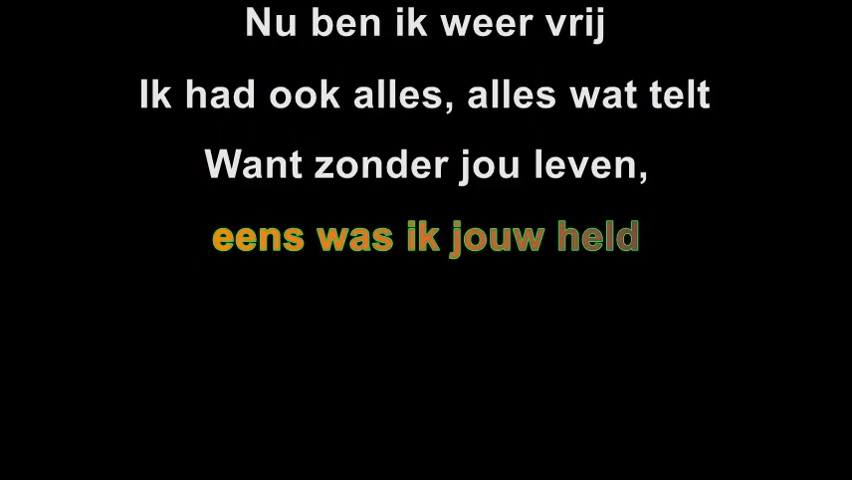 Nu ben ik weer vrij
Ik had ook alles, alles wat telt
Want zonder jou leven,
eens was ik jouw held